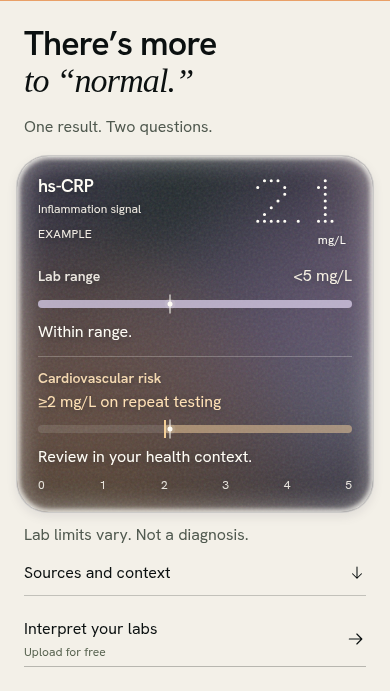 There’s more
to “normal.”
One result. Two questions.
hs-CRP
Inflammation signal
EXAMPLE
2.1
mg/L
Lab range
<5 mg/L
Within range.
Cardiovascular risk
≥2 mg/L on repeat testing
Review in your health context.
0 1 2 3 4 5
Lab limits vary. Not a diagnosis.
Sources and context ↓
Interpret your labs →
Upload for free